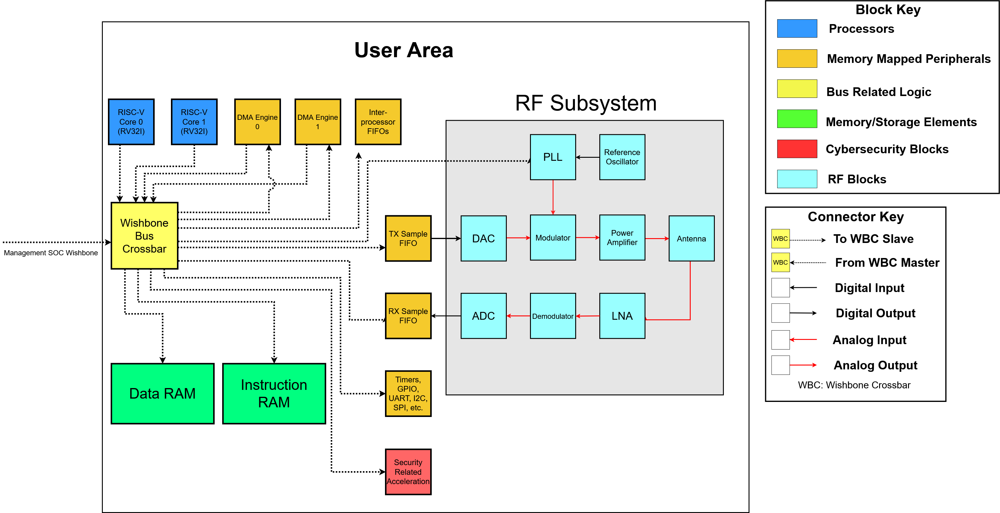 User Area
RISC-V
Core 0
(RV32I)
RISC-V
Core 1
(RV32I)
DMA Engine
0
DMA Engine
1
Inter-
processor
FIFOs
RF Subsystem
PLL
Reference
Oscillator
Wishbone
Bus
Crossbar
Management SOC Wishbone
TX Sample
FIFO
DAC
Modulator
Power
Amplifier
Antenna
RX Sample
FIFO
ADC
Demodulator
LNA
Data RAM
Instruction
RAM
Timers,
GPIO,
UART, I2C,
SPI, etc.
Security
Related
Acceleration
Block Key
Processors
Memory Mapped Peripherals
Bus Related Logic
Memory/Storage Elements
Cybersecurity Blocks
RF Blocks
Connector Key
WBC To WBC Slave
WBC From WBC Master
Digital Input
Digital Output
Analog Input
Analog Output
WBC: Wishbone Crossbar